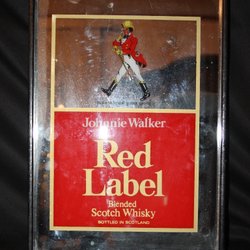 Johnnie Walker
Red
Label
Blended
Scotch Whisky
BOTTLED IN SCOTLAND